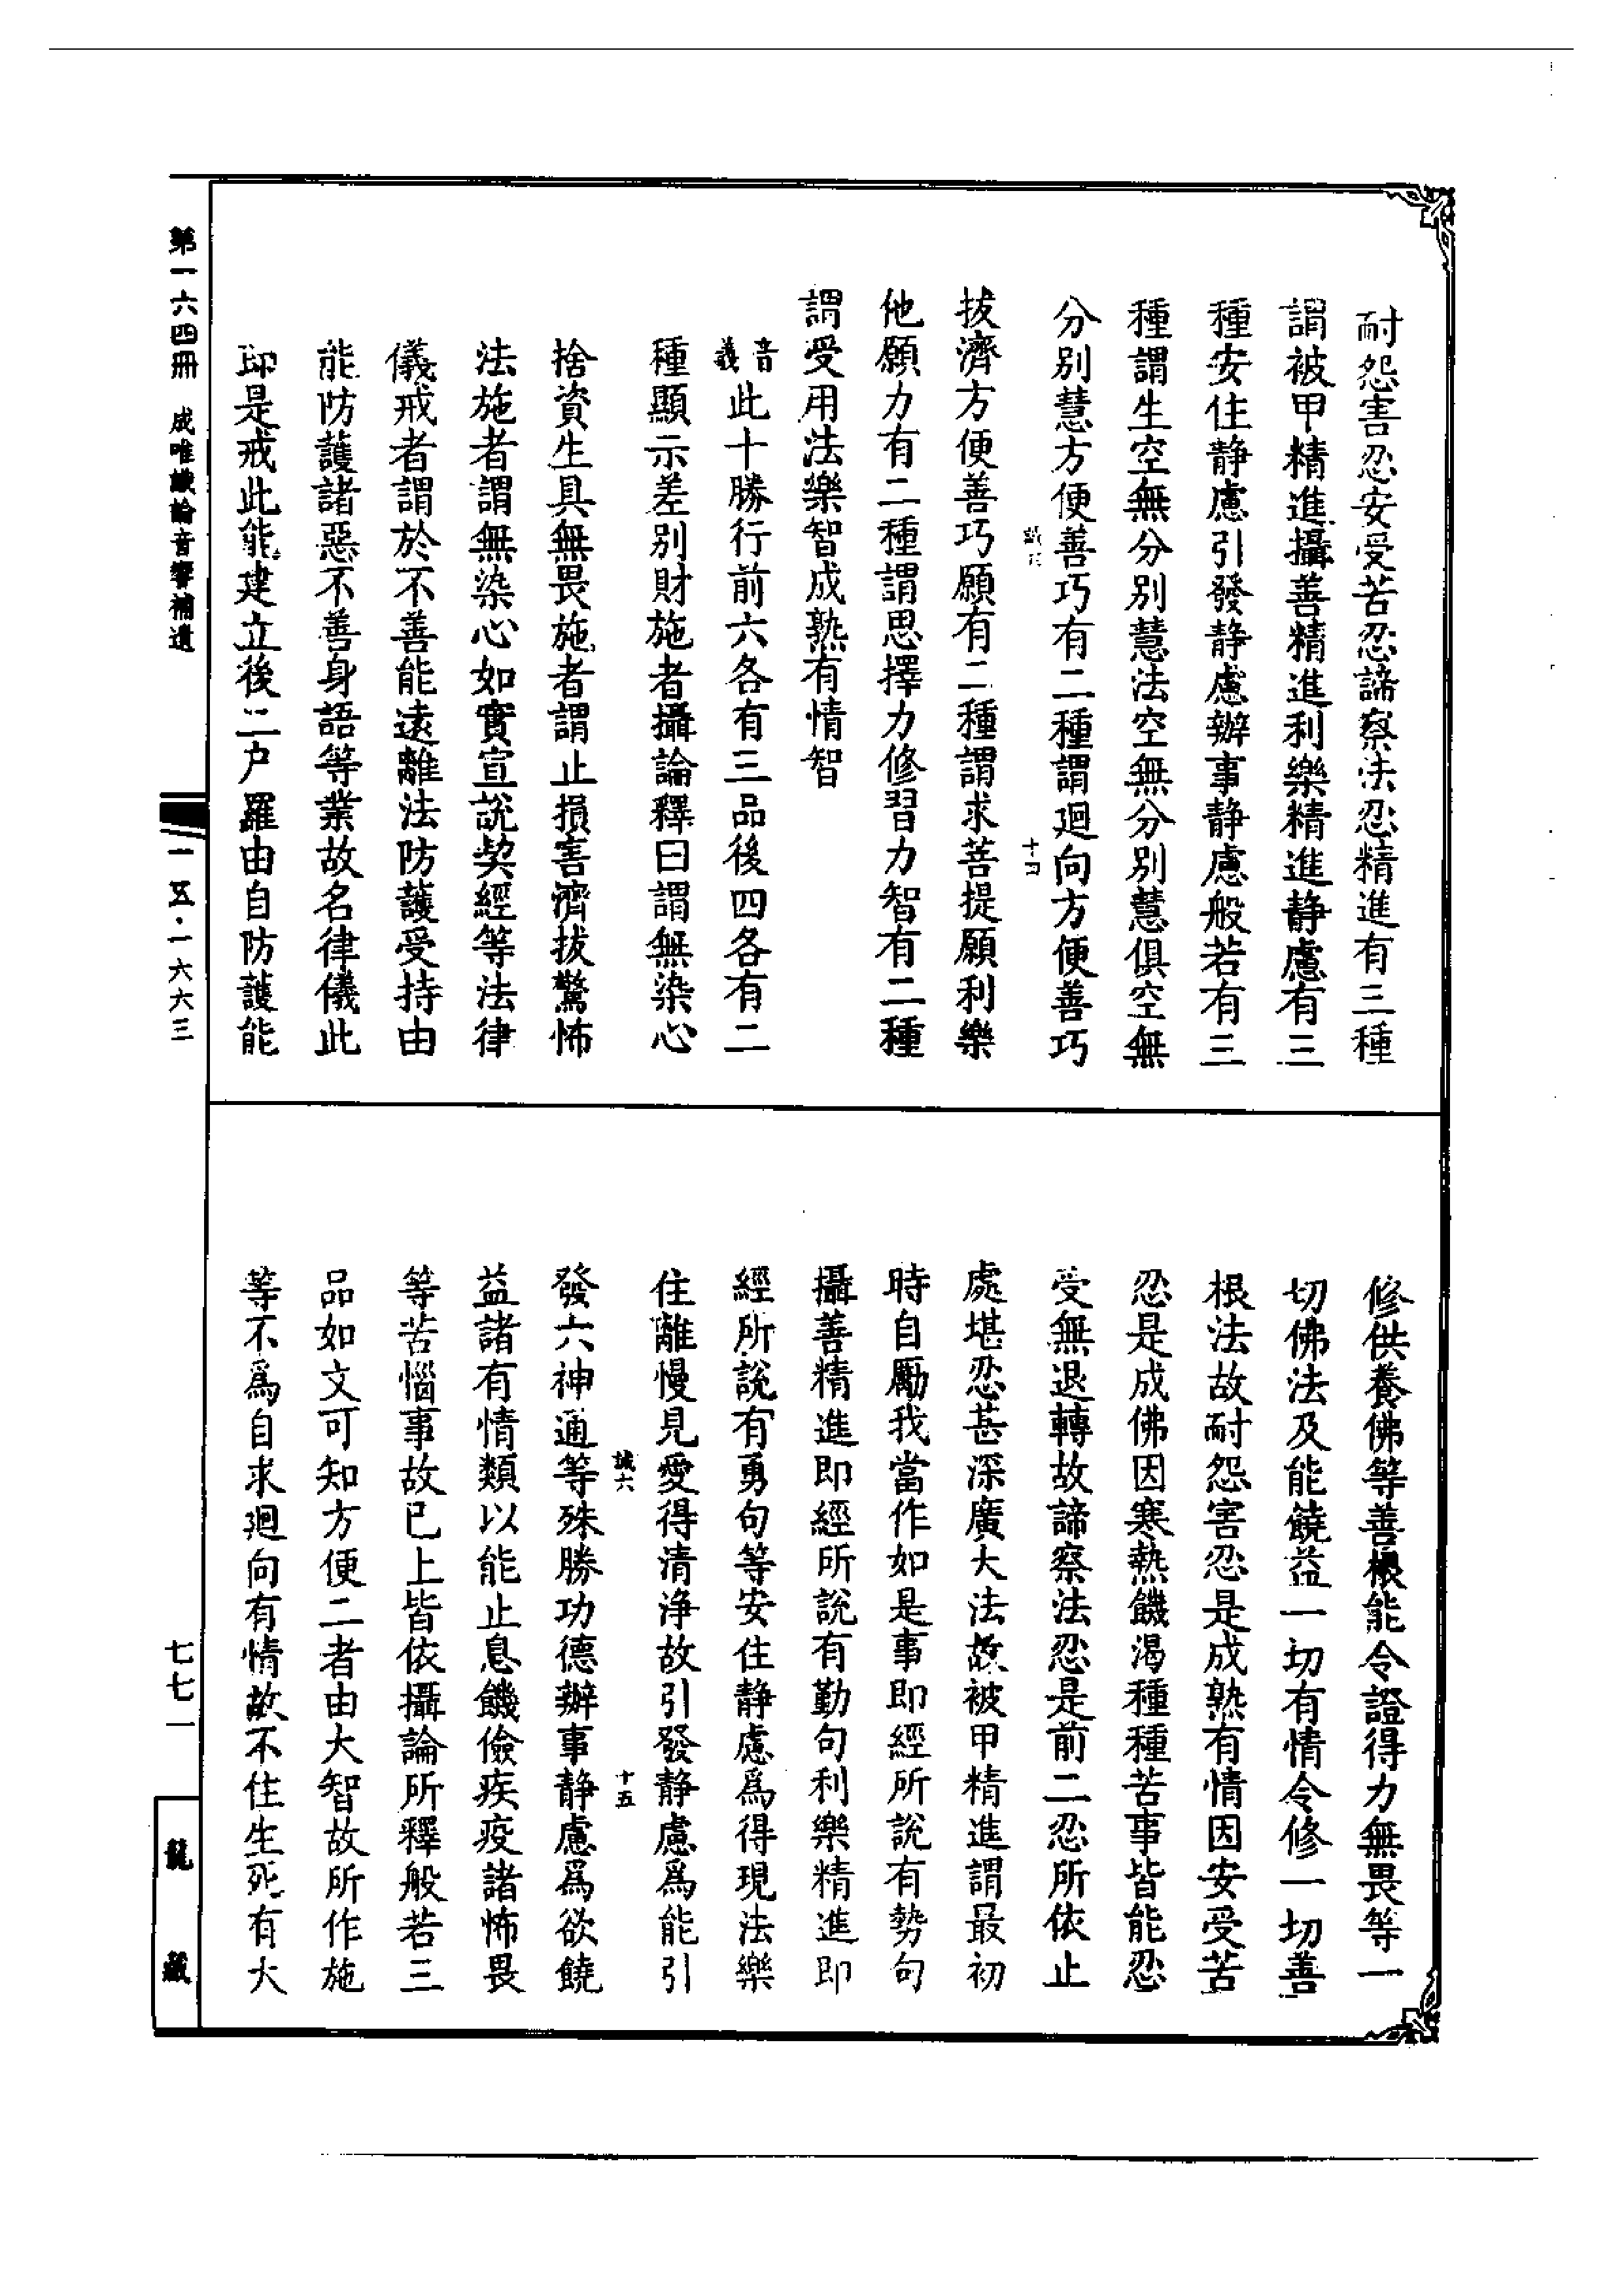 耐怨害忍安受苦忍諦察法忍精進有三種
謂被甲精進攝善精進利樂精進静慮有三
種安住静慮引發静慮辦事静慮般若有三
種謂生空無分別慧法空無分別慧俱空無
分別慧方便善巧有二種謂廻向方便善巧
拔濟方便善巧願有二種謂求菩提願利樂
他願力有二種謂思擇力修習力智有二種
謂受用法樂智成熟有情智
音義此十勝行前六各有三品後四各有二
種顯示差別財施者攝論釋曰謂無染心
捨資生具無畏施者謂止損害濟拔驚怖
法施者謂無染心如實宣說契經等法律
儀戒者謂於不善能遠離法防護受持由
能防護諸惡不善身語等業故名律儀此
即是戒此能建立後二户羅由自防護能
修供養佛等善根能令證得力無畏等一
切佛法及能饒益一切有情令修一切善
根法故耐怨害忍是成熟有情因安受苦
忍是成佛因寒熱饑渴種種苦事皆能忍
受無退轉故諦察法忍是前二忍所依止
處堪忍甚深廣大法故被甲精進謂最初
時自勵我當作如是事即經所說有勢句
攝善精進即經所說有勤句利樂精進即
經所說有勇句等安住静慮爲得現法樂
住離慢見愛得清淨故引發静慮爲能引
誠六
十五
發六神通等殊勝功德辦事静慮爲欲饒
益諸有情類以能止息饑儉疾疫諸怖畏
等苦惱事故已上皆依攝論所釋般若三
品如文可知方便二者由大智故所作施
等不爲自求廻向有情故不住生死有大
第一六四冊
成唯識論音響補遺
一五·一六六三
七七一
龍藏